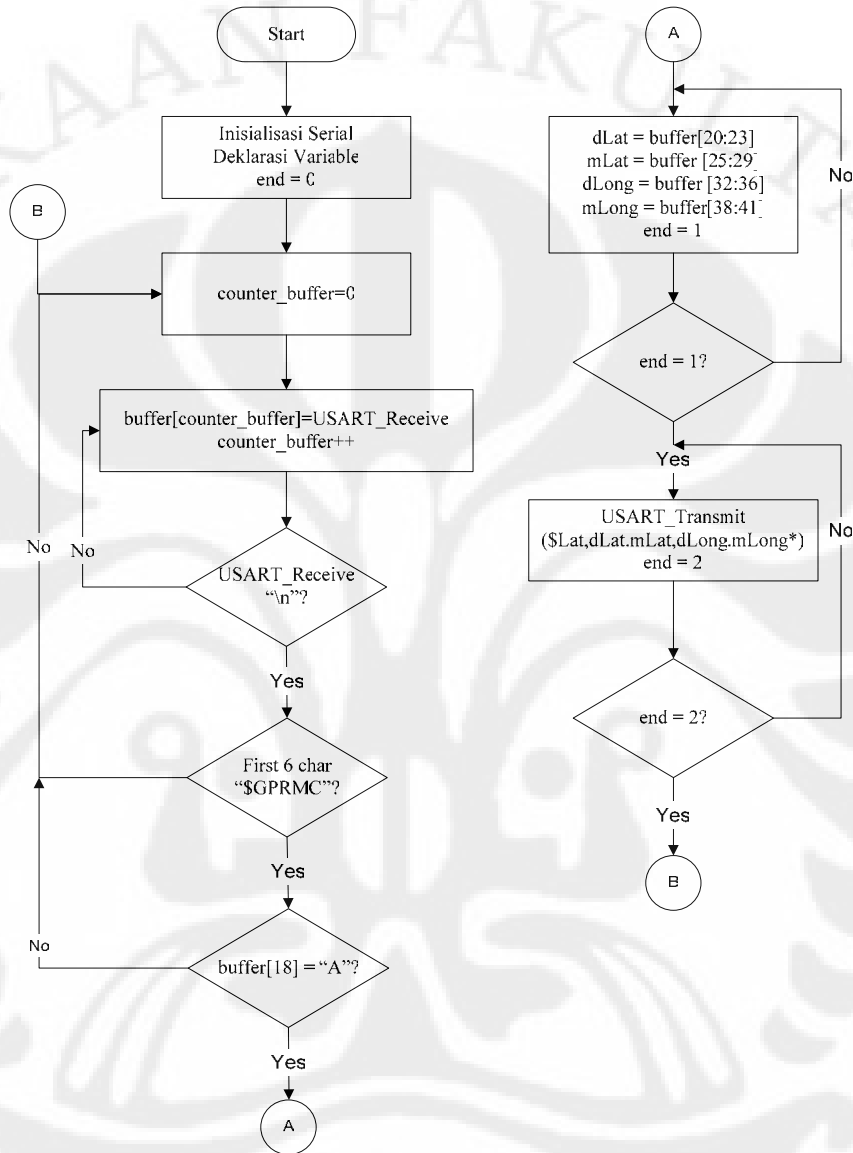 Start
Inisialisasi Serial
Deklarasi Variable
end = 0
B
counter_buffer=0
buffer[counter_buffer]=USART_Receive
counter_buffer++
No
No
USART_Receive
“\n”?
Yes
First 6 char
“$GPRMC”?
Yes
No
buffer[18] = “A”?
Yes
A
A
dLat = buffer[20:23]
mLat = buffer [25:29]
dLong = buffer [32:36]
mLong = buffer[38:41]
end = 1
No
end = 1?
Yes
USART_Transmit
($Lat,dLat.mLat,dLong.mLong*)
end = 2
No
end = 2?
Yes
B
KAAN FAKULTA